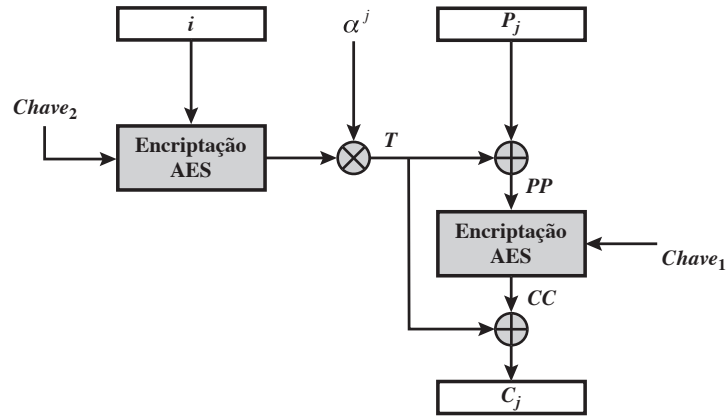 i
α^j
P_j
Chave_2
Encriptação
AES
T
PP
Encriptação
AES
Chave_1
CC
C_j